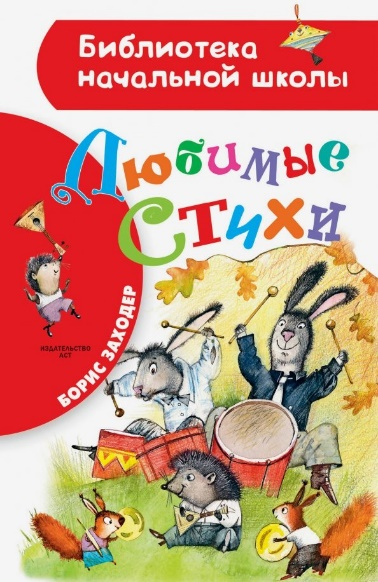 Библиотека
начальной школы
Любимые
Стихи
БОРИС ЗАХОДЕР
ИЗДАТЕЛЬСТВО
АСТ